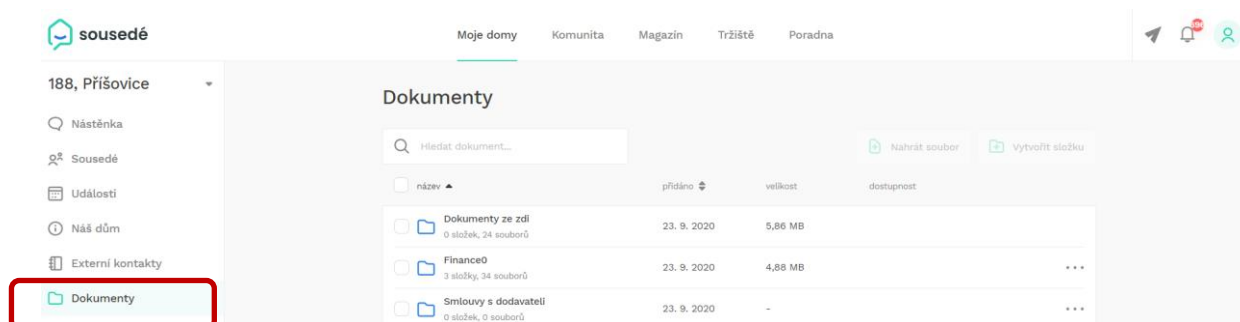 sousedé
Moje domy Komunita Magazín Tržiště Poradna
188, Příšovice
Nástěnka
Sousedé
Události
Náš dům
Externí kontakty
Dokumenty
Dokumenty
Hledat dokument...
Nahrát soubor Vytvořit složku
název přidáno velikost dostupnost
Dokumenty ze zdi 23. 9. 2020 5,86 MB
0 složek, 24 souborů
Finance0 23. 9. 2020 4,88 MB
3 složky, 34 souborů
Smlouvy s dodavateli 23. 9. 2020 -
0 složek, 0 souborů